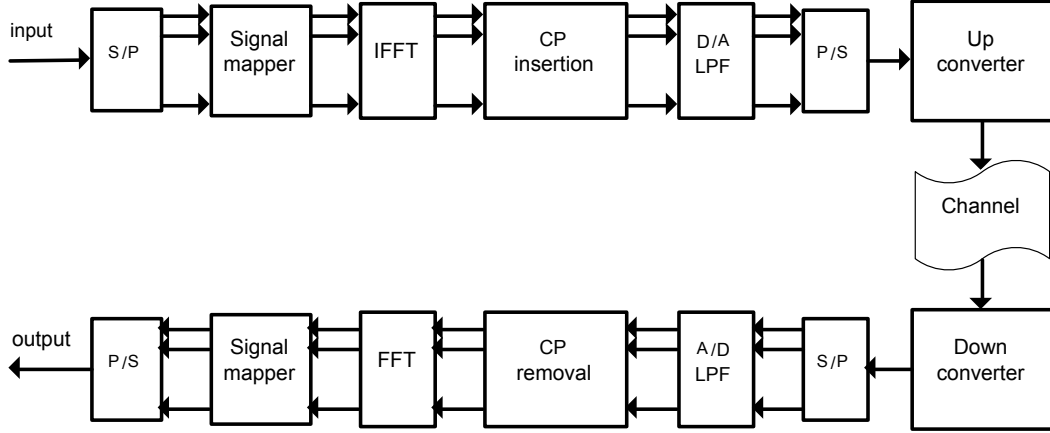 input
S/P
Signal
mapper
IFFT
CP
insertion
D/A
LPF
P/S
Up
converter
Channel
output
P/S
Signal
mapper
FFT
CP
removal
A/D
LPF
S/P
Down
converter